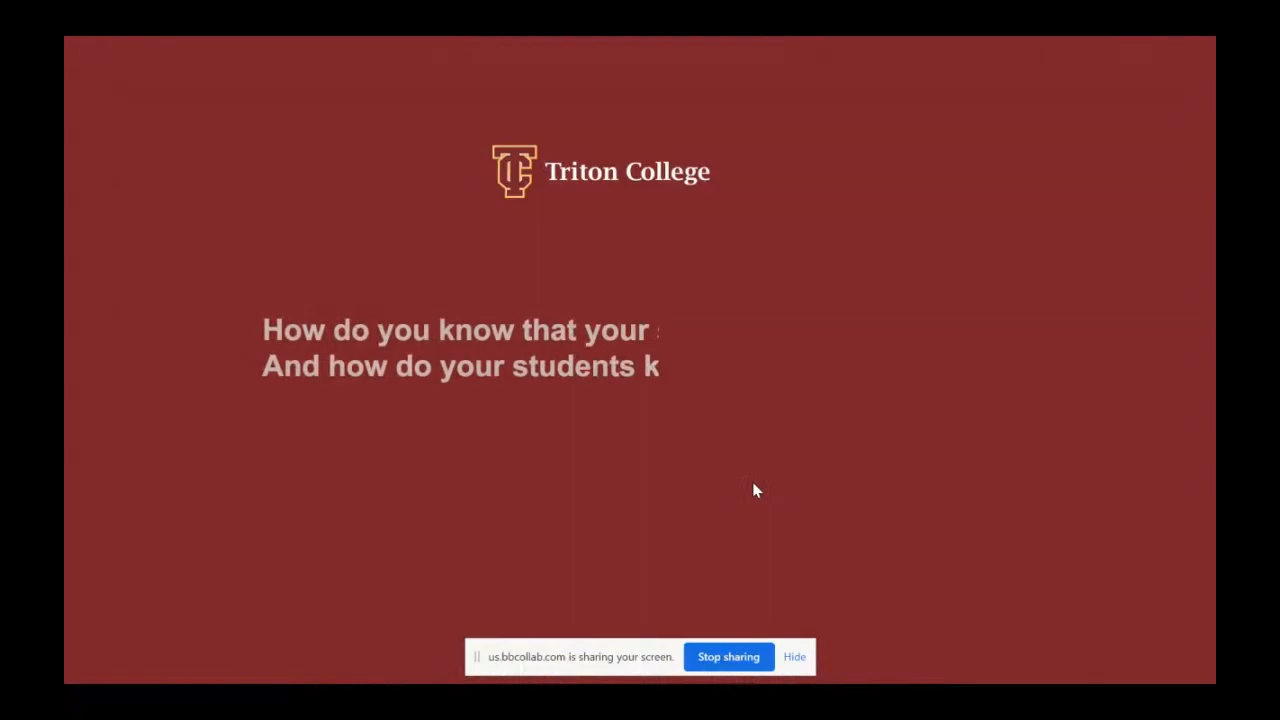 Triton College
How do you know that your
And how do your students k
us.bbcollab.com is sharing your screen. Stop sharing Hide